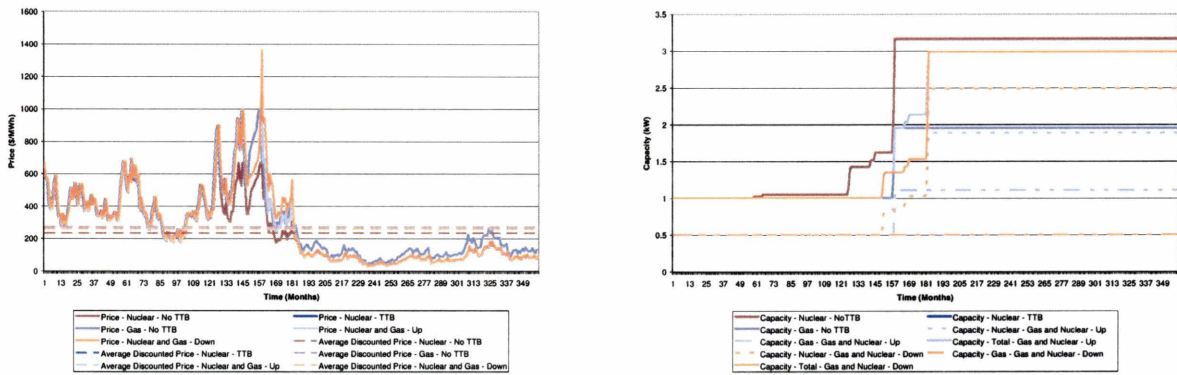 1600
1400
1200
1000
800
600
400
200
0
Price ($/MWh)
1 13 25 37 49 61 73 85 97 109 121 133 145 157 169 181 193 205 217 229 241 253 265 277 289 301 313 325 337 349
Time (Months)
Price - Nuclear - No TTB
Price - Nuclear - TTB
Price - Gas - No TTB
Price - Nuclear and Gas - Up
Price - Nuclear and Gas - Down
Average Discounted Price - Nuclear - No TTB
Average Discounted Price - Nuclear - TTB
Average Discounted Price - Gas - No TTB
Average Discounted Price - Nuclear and Gas - Up
Average Discounted Price - Nuclear and Gas - Down
3.5
3
2.5
2
1.5
1
0.5
0
Capacity (kW)
1 13 25 37 49 61 73 85 97 109 121 133 145 157 169 181 193 205 217 229 241 253 265 277 289 301 313 325 337 349
Time (Months)
Capacity - Nuclear - NoTTB
Capacity - Nuclear - TTB
Capacity - Gas - No TTB
Capacity - Nuclear - Gas and Nuclear - Up
Capacity - Gas - Gas and Nuclear - Up
Capacity - Total - Gas and Nuclear - Up
Capacity - Nuclear - Gas and Nuclear - Down
Capacity - Gas - Gas and Nuclear - Down
Capacity - Total - Gas and Nuclear - Down